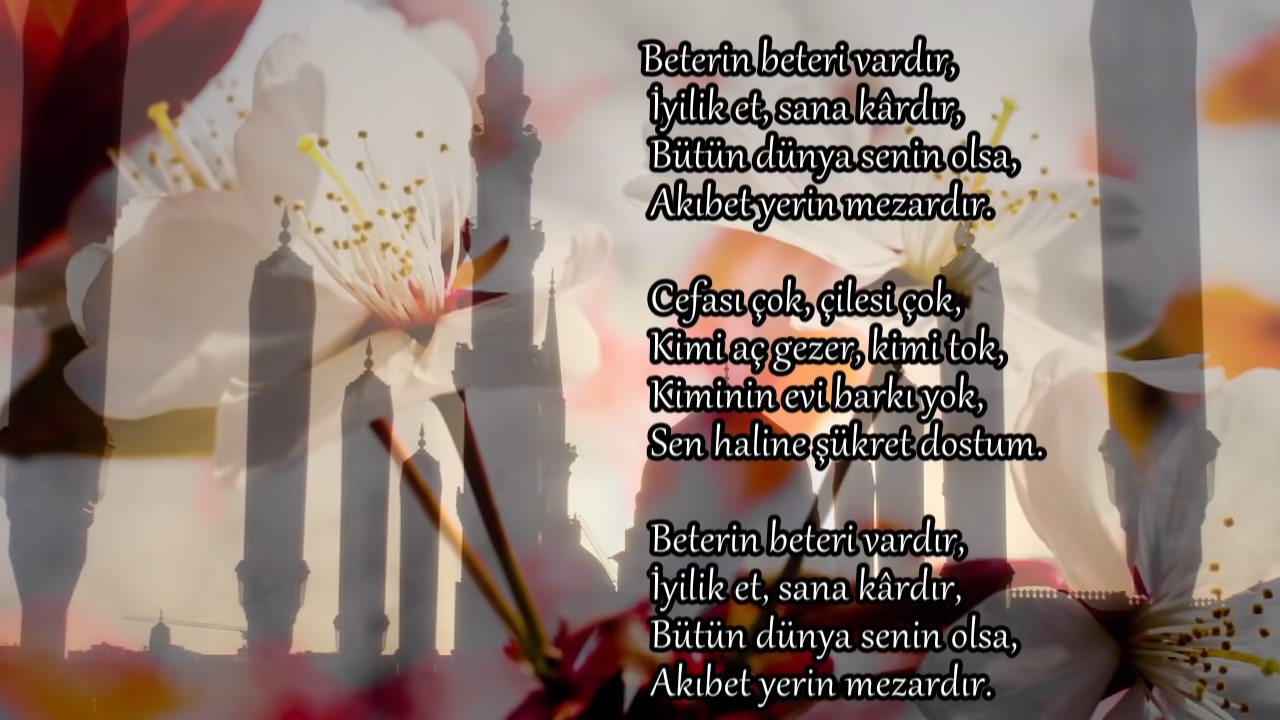 Beterin beteri vardır,
İyilik et, sana kârdır,
Bütün dünya senin olsa,
Akıbet yerin mezardır.
Cefası çok, çilesi çok,
Kimi aç gezer, kimi tok,
Kiminin evi barkı yok,
Sen haline şükret dostum.
Beterin beteri vardır,
İyilik et, sana kârdır,
Bütün dünya senin olsa,
Akıbet yerin mezardır.